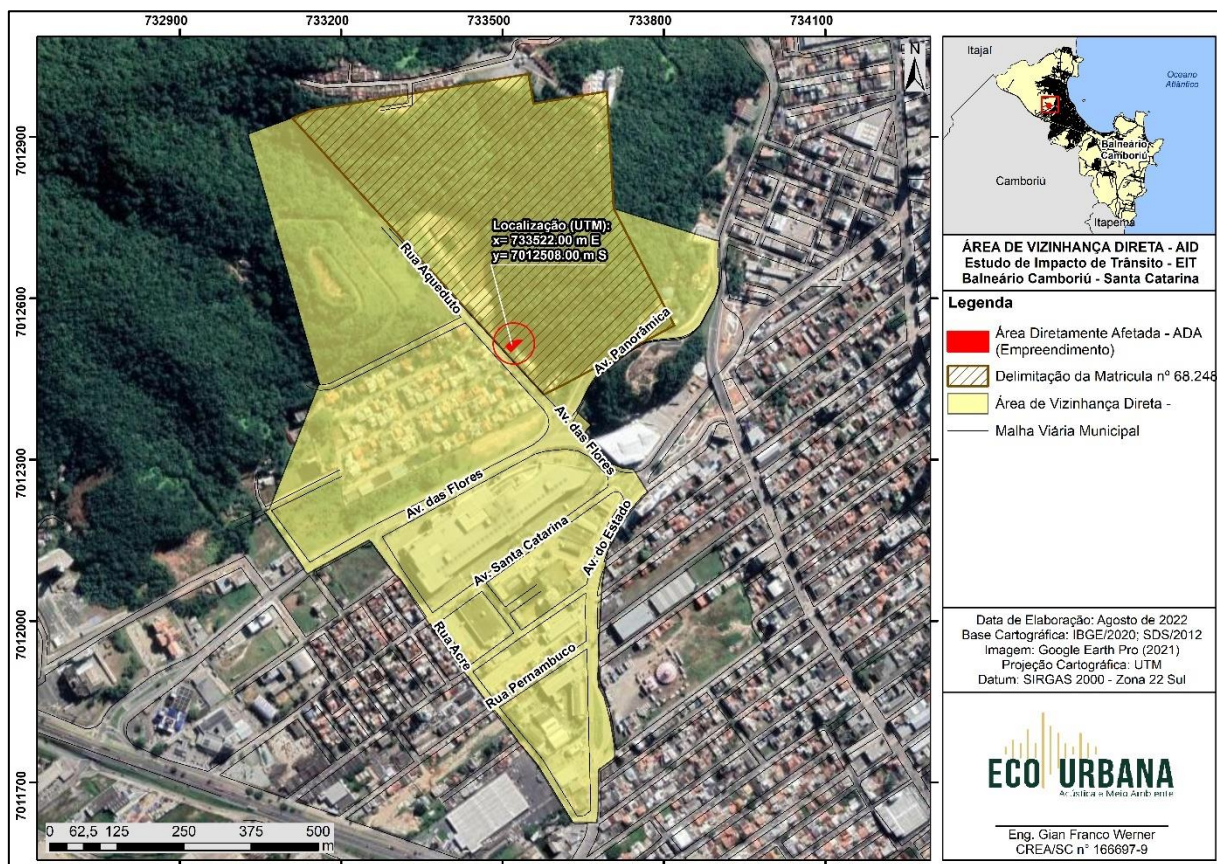 732900
733200
733500
733800
734100
7012900
7012600
7012300
7012000
7011700
N
Localização (UTM):
x= 733522.00 m E
y= 7012508.00 m S
Rua Aqueduto
Av. Panorâmica
Av. das Flores
Av. das Flores
Av. Santa Catarina
Av. do Estado
Rua Acre
Rua Pernambuco
0 62,5 125 250 375 500
m
Itajaí
Oceano
Atlântico
Balneário
Camboriú
Camboriú
Itapema
ÁREA DE VIZINHANÇA DIRETA - AID
Estudo de Impacto de Trânsito - EIT
Balneário Camboriú - Santa Catarina
Legenda
Área Diretamente Afetada - ADA
(Empreendimento)
Delimitação da Matricula nº 68.248
Área de Vizinhança Direta -
Malha Viária Municipal
Data de Elaboração: Agosto de 2022
Base Cartográfica: IBGE/2020; SDS/2012
Imagem: Google Earth Pro (2021)
Projeção Cartográfica: UTM
Datum: SIRGAS 2000 - Zona 22 Sul
ECO URBANA
Acústica e Meio Ambiente
Eng. Gian Franco Werner
CREA/SC n° 166697-9